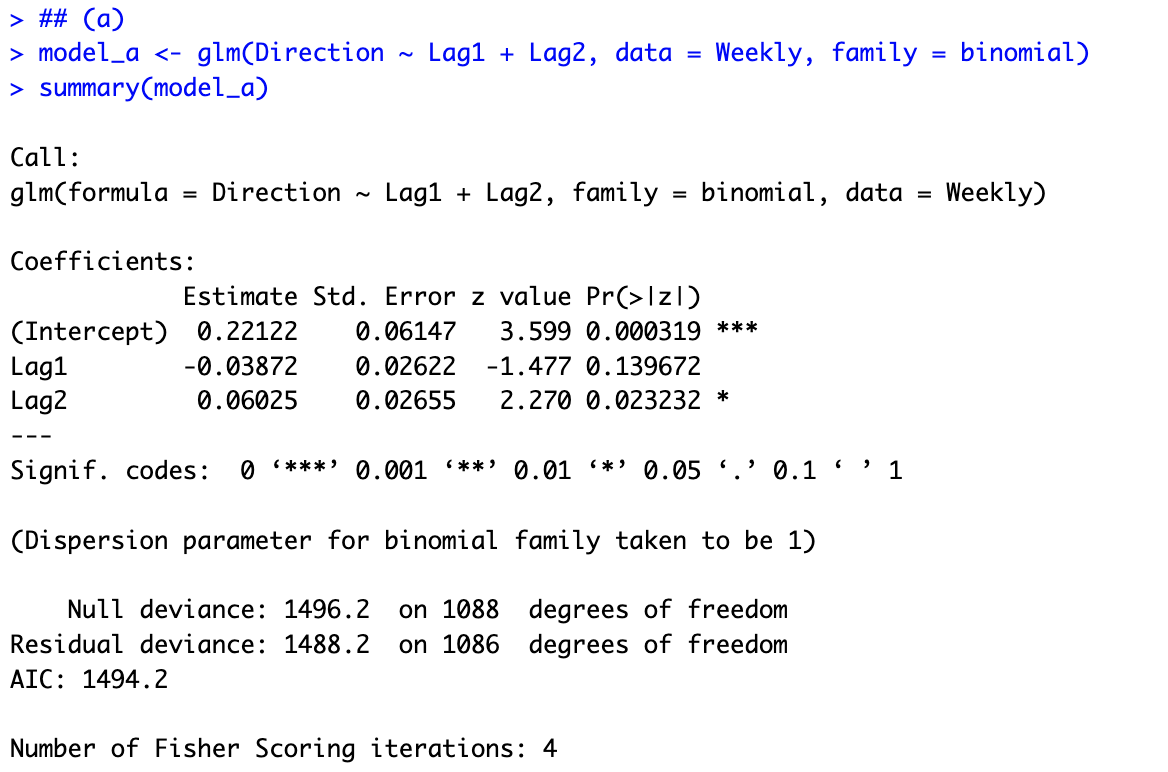 > ## (a)
> model_a <- glm(Direction ~ Lag1 + Lag2, data = Weekly, family = binomial)
> summary(model_a)

Call:
glm(formula = Direction ~ Lag1 + Lag2, family = binomial, data = Weekly)

Coefficients:
            Estimate Std. Error z value Pr(>|z|)
(Intercept)  0.22122    0.06147   3.599 0.000319 ***
Lag1        -0.03872    0.02622  -1.477 0.139672
Lag2         0.06025    0.02655   2.270 0.023232 *
---
Signif. codes:  0 ‘***’ 0.001 ‘**’ 0.01 ‘*’ 0.05 ‘.’ 0.1 ‘ ’ 1

(Dispersion parameter for binomial family taken to be 1)

    Null deviance: 1496.2  on 1088  degrees of freedom
Residual deviance: 1488.2  on 1086  degrees of freedom
AIC: 1494.2

Number of Fisher Scoring iterations: 4